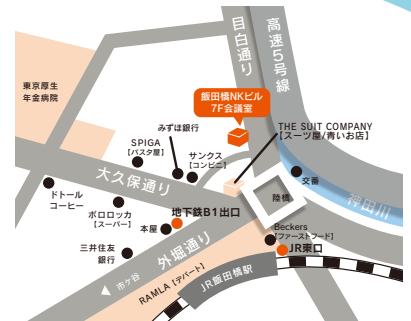 目白通り
高速5号線
東京厚生
年金病院
飯田橋NKビル
7F会議室
みずほ銀行
THE SUIT COMPANY
【スーツ屋/青いお店】
SPIGA
【パスタ屋】
サンクス
【コンビニ】
大久保通り
交番
陸橋
神田川
ドトール
コーヒー
ポロロッカ
【スーパー】
地下鉄B1出口
本屋
外堀通り
Beckers
【ファーストフード】
三井住友
銀行
JR東口
市ヶ谷
RAMLA【デパート】
JR飯田橋駅